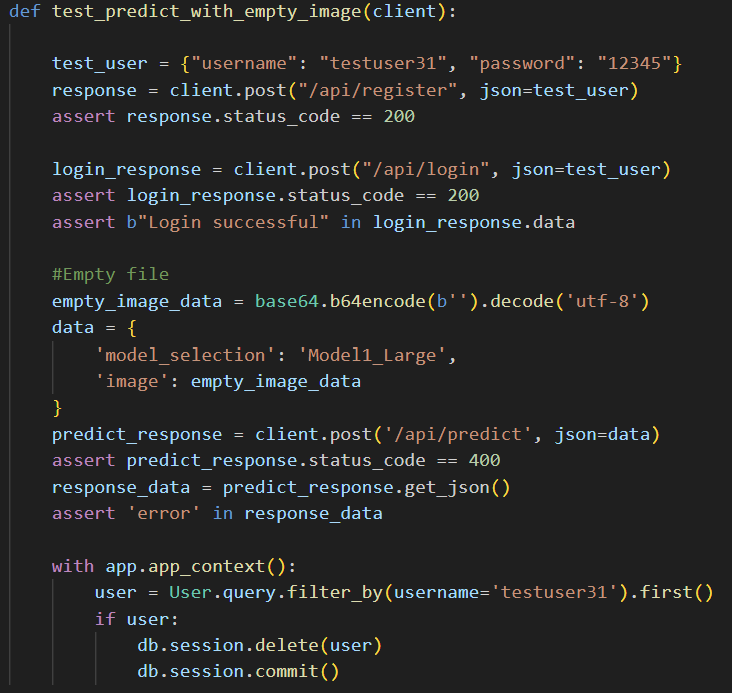 def test_predict_with_empty_image(client):

    test_user = {"username": "testuser31", "password": "12345"}
    response = client.post("/api/register", json=test_user)
    assert response.status_code == 200

    login_response = client.post("/api/login", json=test_user)
    assert login_response.status_code == 200
    assert b"Login successful" in login_response.data

    #Empty file
    empty_image_data = base64.b64encode(b'').decode('utf-8')
    data = {
        'model_selection': 'Model1_Large',
        'image': empty_image_data
    }
    predict_response = client.post('/api/predict', json=data)
    assert predict_response.status_code == 400
    response_data = predict_response.get_json()
    assert 'error' in response_data

    with app.app_context():
        user = User.query.filter_by(username='testuser31').first()
        if user:
            db.session.delete(user)
            db.session.commit()